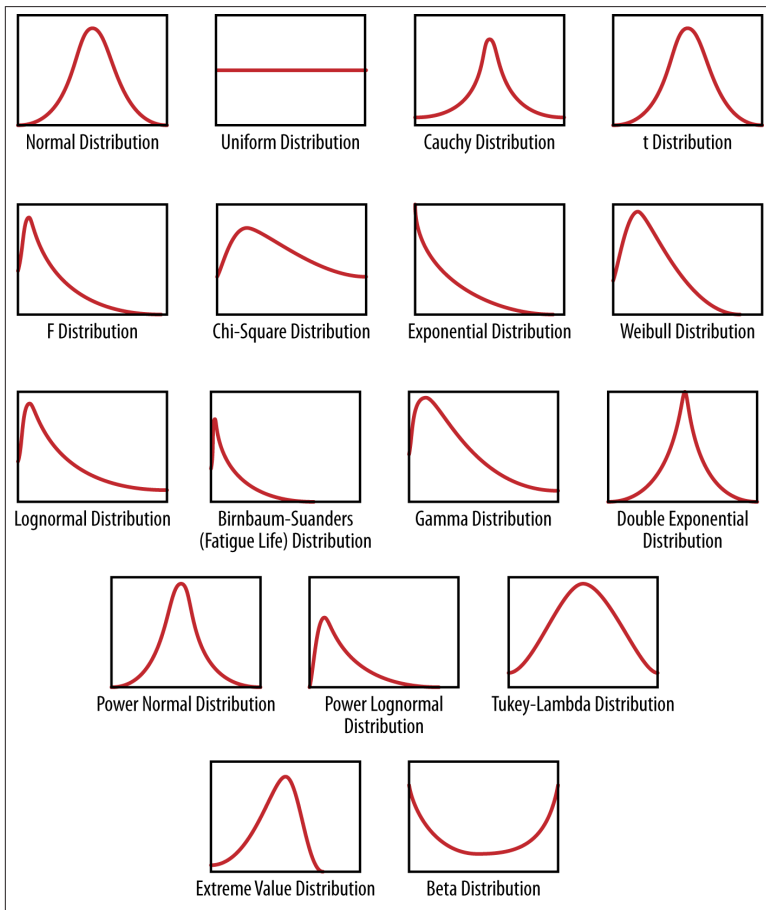 Normal Distribution
Uniform Distribution
Cauchy Distribution
t Distribution
F Distribution
Chi-Square Distribution
Exponential Distribution
Weibull Distribution
Lognormal Distribution
Birnbaum-Suanders
(Fatigue Life) Distribution
Gamma Distribution
Double Exponential
Distribution
Power Normal Distribution
Power Lognormal
Distribution
Tukey-Lambda Distribution
Extreme Value Distribution
Beta Distribution